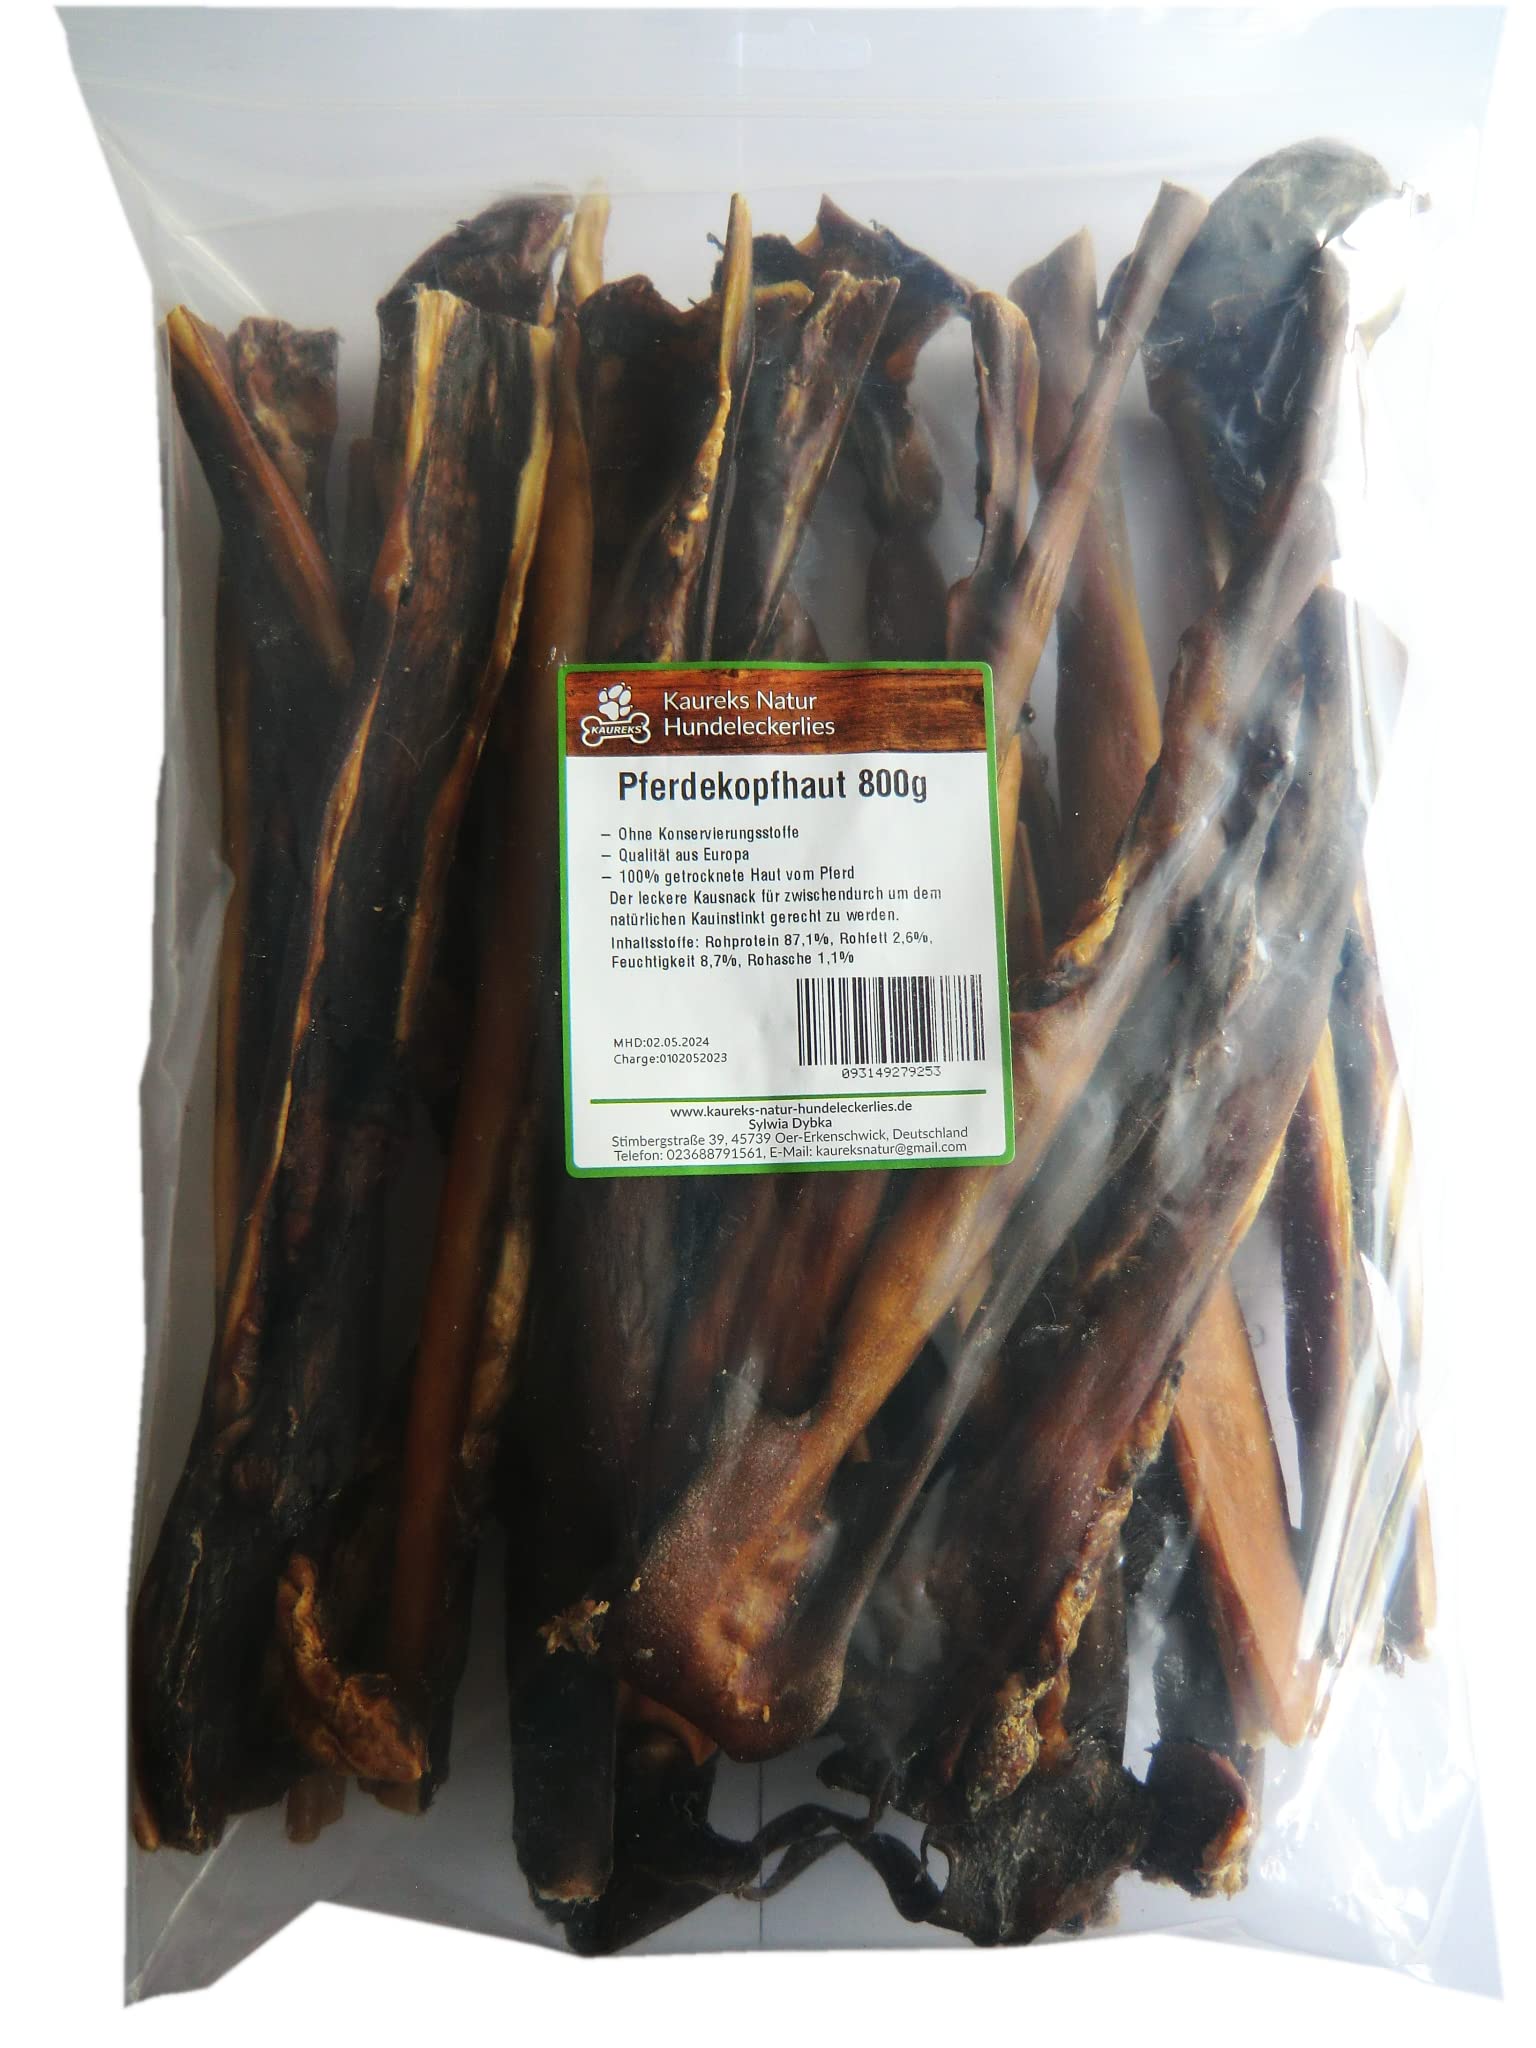 KAUREKS
Kaureks Natur
Hundeleckerlies
Pferdekopfhaut 800g
– Ohne Konservierungsstoffe
– Qualität aus Europa
– 100% getrocknete Haut vom Pferd
Der leckere Kausnack für zwischendurch um dem
natürlichen Kauinstinkt gerecht zu werden.
Inhaltsstoffe: Rohprotein 87,1%, Rohfett 2,6%,
Feuchtigkeit 8,7%, Rohasche 1,1%
MHD:02.05.2024
Charge:0102052023
093149279253
www.kaureks-natur-hundeleckerlies.de
Sylwia Dybka
Stimbergstraße 39, 45739 Oer-Erkenschwick, Deutschland
Telefon: 023688791561, E-Mail: kaureksnatur@gmail.com